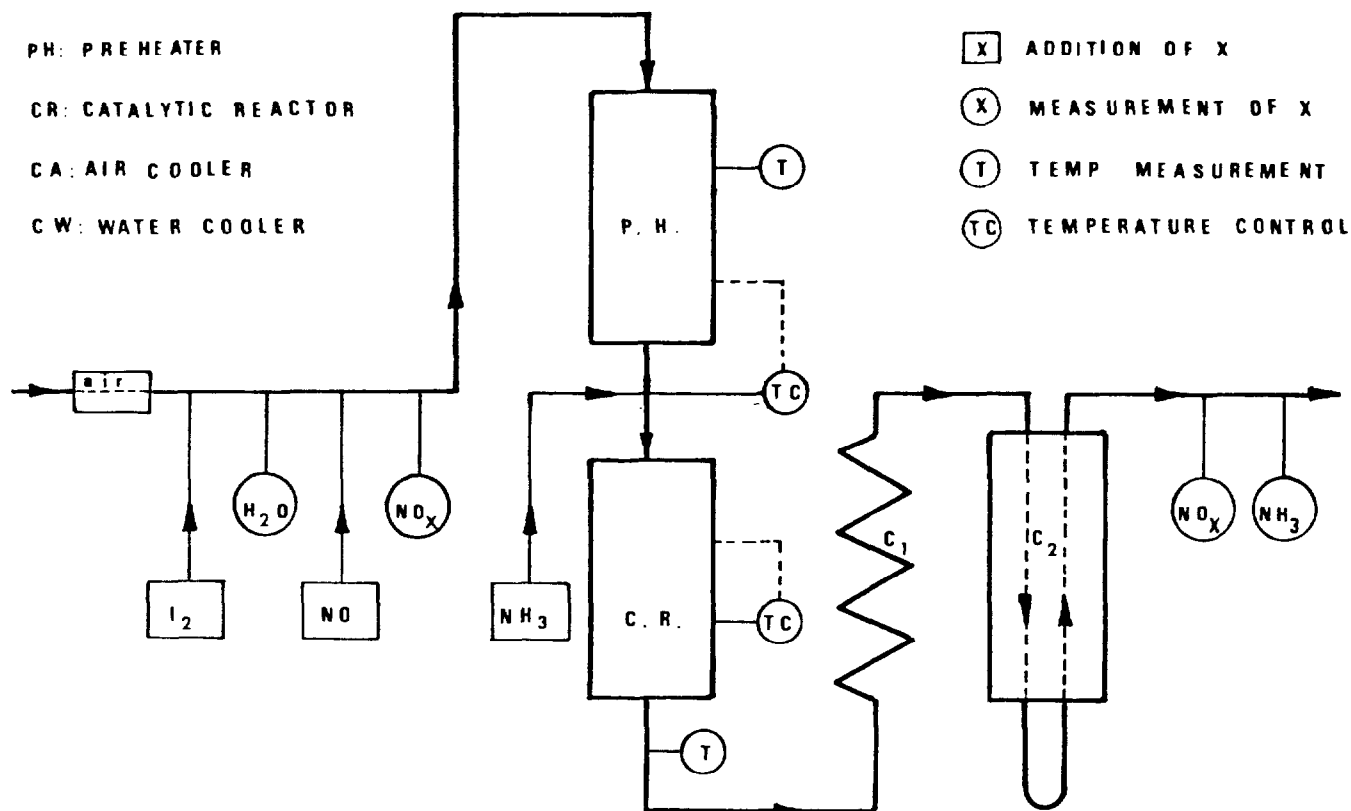 PH: PREHEATER
CR: CATALYTIC REACTOR
CA: AIR COOLER
CW: WATER COOLER
X ADDITION OF X
X MEASUREMENT OF X
T TEMP MEASUREMENT
TC TEMPERATURE CONTROL
T
P. H.
air
TC
H₂O
NOX
I₂
NO
NH₃
C. R.
TC
T
C₁
C₂
NOX
NH₃